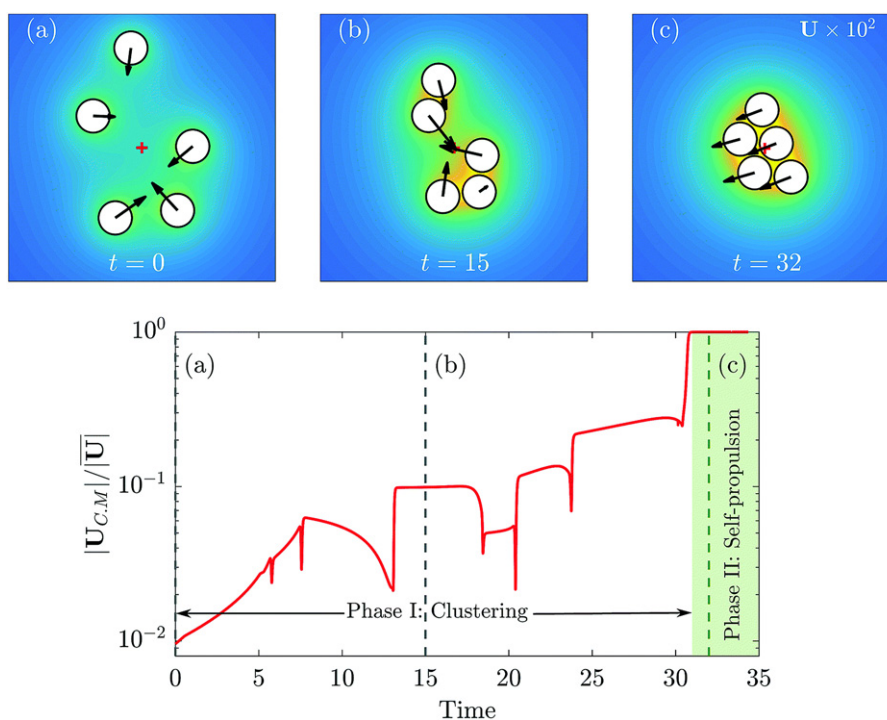 (a)
(b)
(c)
U × 10²
t = 0
t = 15
t = 32
10⁰
(a)
(b)
(c)
|U_{C.M}|/|\overline{U}|
10⁻¹
Phase II: Self-propulsion
Phase I: Clustering
10⁻²
0 5 10 15 20 25 30 35
Time